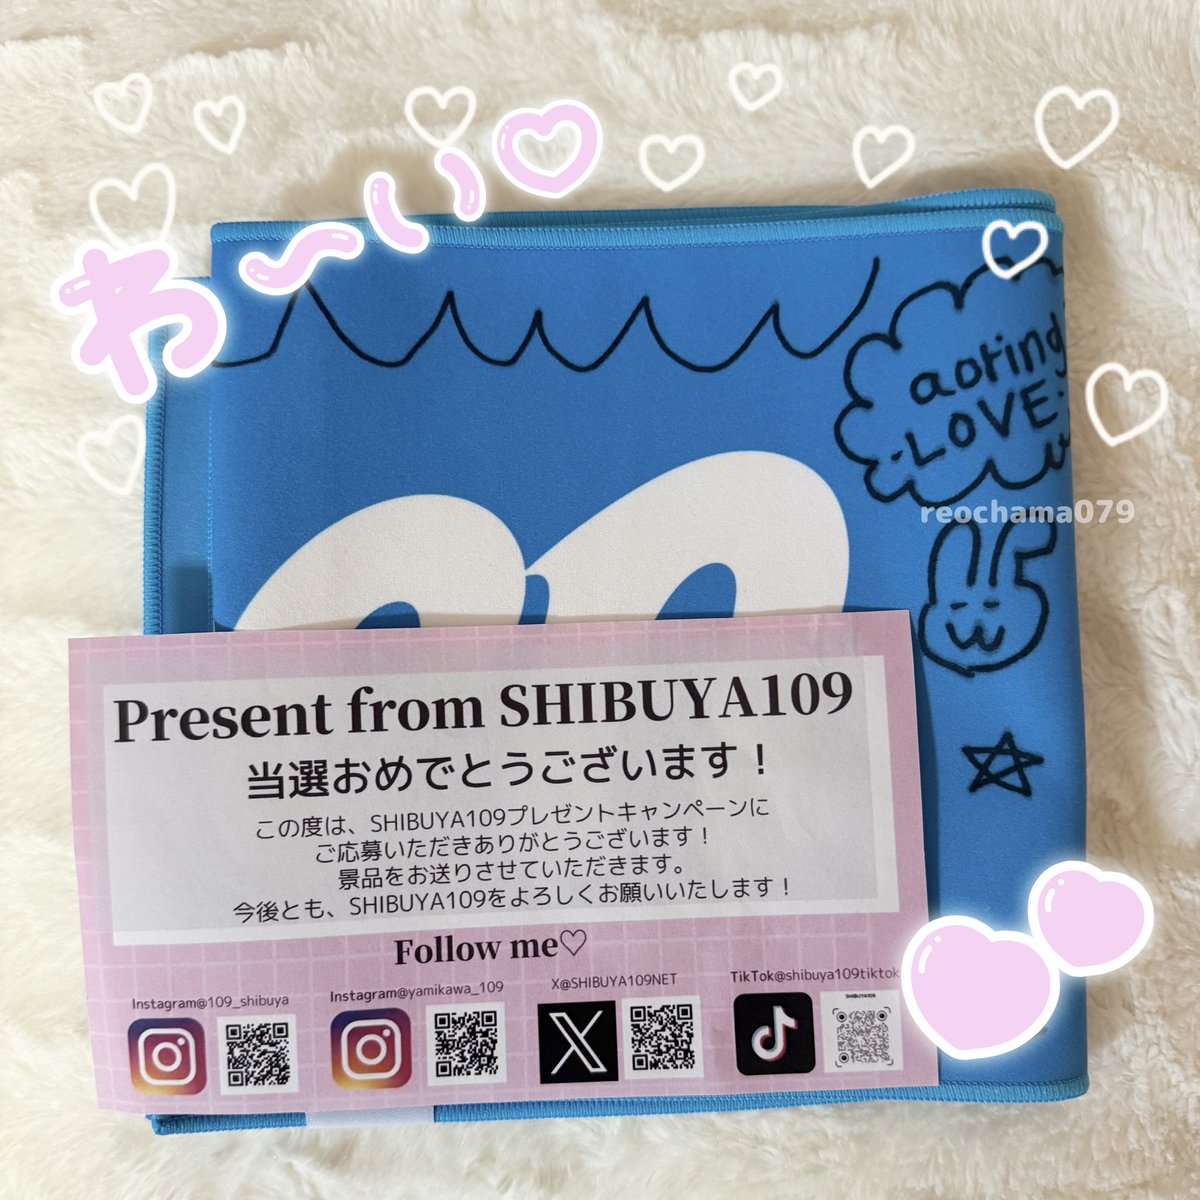 わ〜い♡
aoring
-LOVE-
reochama079
Present from SHIBUYA109
当選おめでとうございます！
この度は、SHIBUYA109プレゼントキャンペーンに
ご応募いただきありがとうございます！
景品をお送りさせていただきます。
今後とも、SHIBUYA109をよろしくお願いいたします！
Follow me♡
Instagram@109_shibuya
Instagram@yamikawa_109
X@SHIBUYA109NET
TikTok@shibuya109tiktok
SHIBUYA109